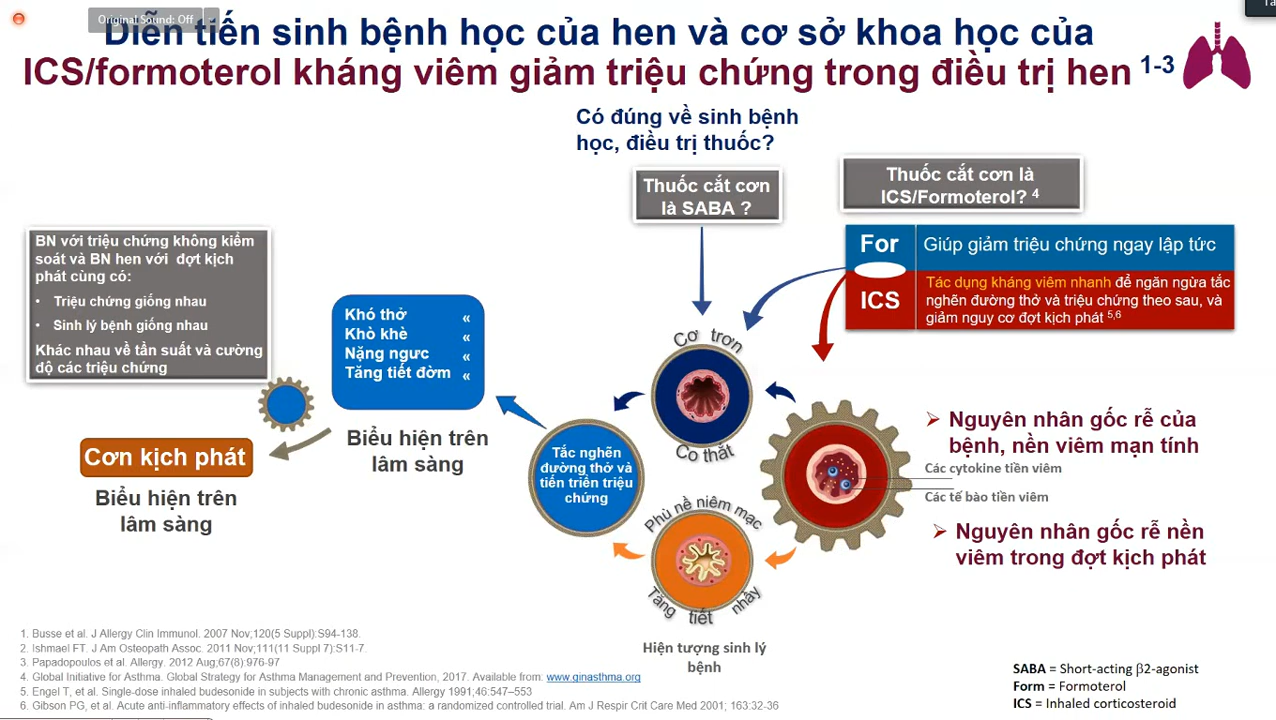 Original Sound: Off
Diễn tiến sinh bệnh học của hen và cơ sở khoa học của
ICS/formoterol kháng viêm giảm triệu chứng trong điều trị hen 1-3
Có đúng về sinh bệnh
học, điều trị thuốc?
Thuốc cắt cơn
là SABA ?
Thuốc cắt cơn là
ICS/Formoterol? 4
For
Giúp giảm triệu chứng ngay lập tức
ICS
Tác dụng kháng viêm nhanh để ngăn ngừa tắc
nghẽn đường thở và triệu chứng theo sau, và
giảm nguy cơ đợt kịch phát 5,6
BN với triệu chứng không kiểm
soát và BN hen với đợt kịch
phát cùng có:
• Triệu chứng giống nhau
• Sinh lý bệnh giống nhau
Khác nhau về tần suất và cường
độ các triệu chứng
Khó thở «
Khò khè «
Nặng ngưc «
Tăng tiết đờm «
Biểu hiện trên
lâm sàng
Cơn kịch phát
Biểu hiện trên
lâm sàng
Tắc nghẽn
đường thở và
tiến triển triệu
chứng
Cơ trơn
Co thắt
Phù nề niêm mạc
Tăng tiết nhầy
Hiện tượng sinh lý
bệnh
➢ Nguyên nhân gốc rễ của
bệnh, nền viêm mạn tính
Các cytokine tiền viêm
Các tế bào tiền viêm
➢ Nguyên nhân gốc rễ nền
viêm trong đợt kịch phát
1. Busse et al. J Allergy Clin Immunol. 2007 Nov;120(5 Suppl):S94-138.
2. Ishmael FT. J Am Osteopath Assoc. 2011 Nov;111(11 Suppl 7):S11-7.
3. Papadopoulos et al. Allergy. 2012 Aug;67(8):976-97
4. Global Initiative for Asthma. Global Strategy for Asthma Management and Prevention, 2017. Available from: www.ginasthma.org
5. Engel T, et al. Single-dose inhaled budesonide in subjects with chronic asthma. Allergy 1991;46:547–553
6. Gibson PG, et al. Acute anti-inflammatory effects of inhaled budesonide in asthma: a randomized controlled trial. Am J Respir Crit Care Med 2001; 163:32-36
SABA = Short-acting β2-agonist
Form = Formoterol
ICS = Inhaled corticosteroid